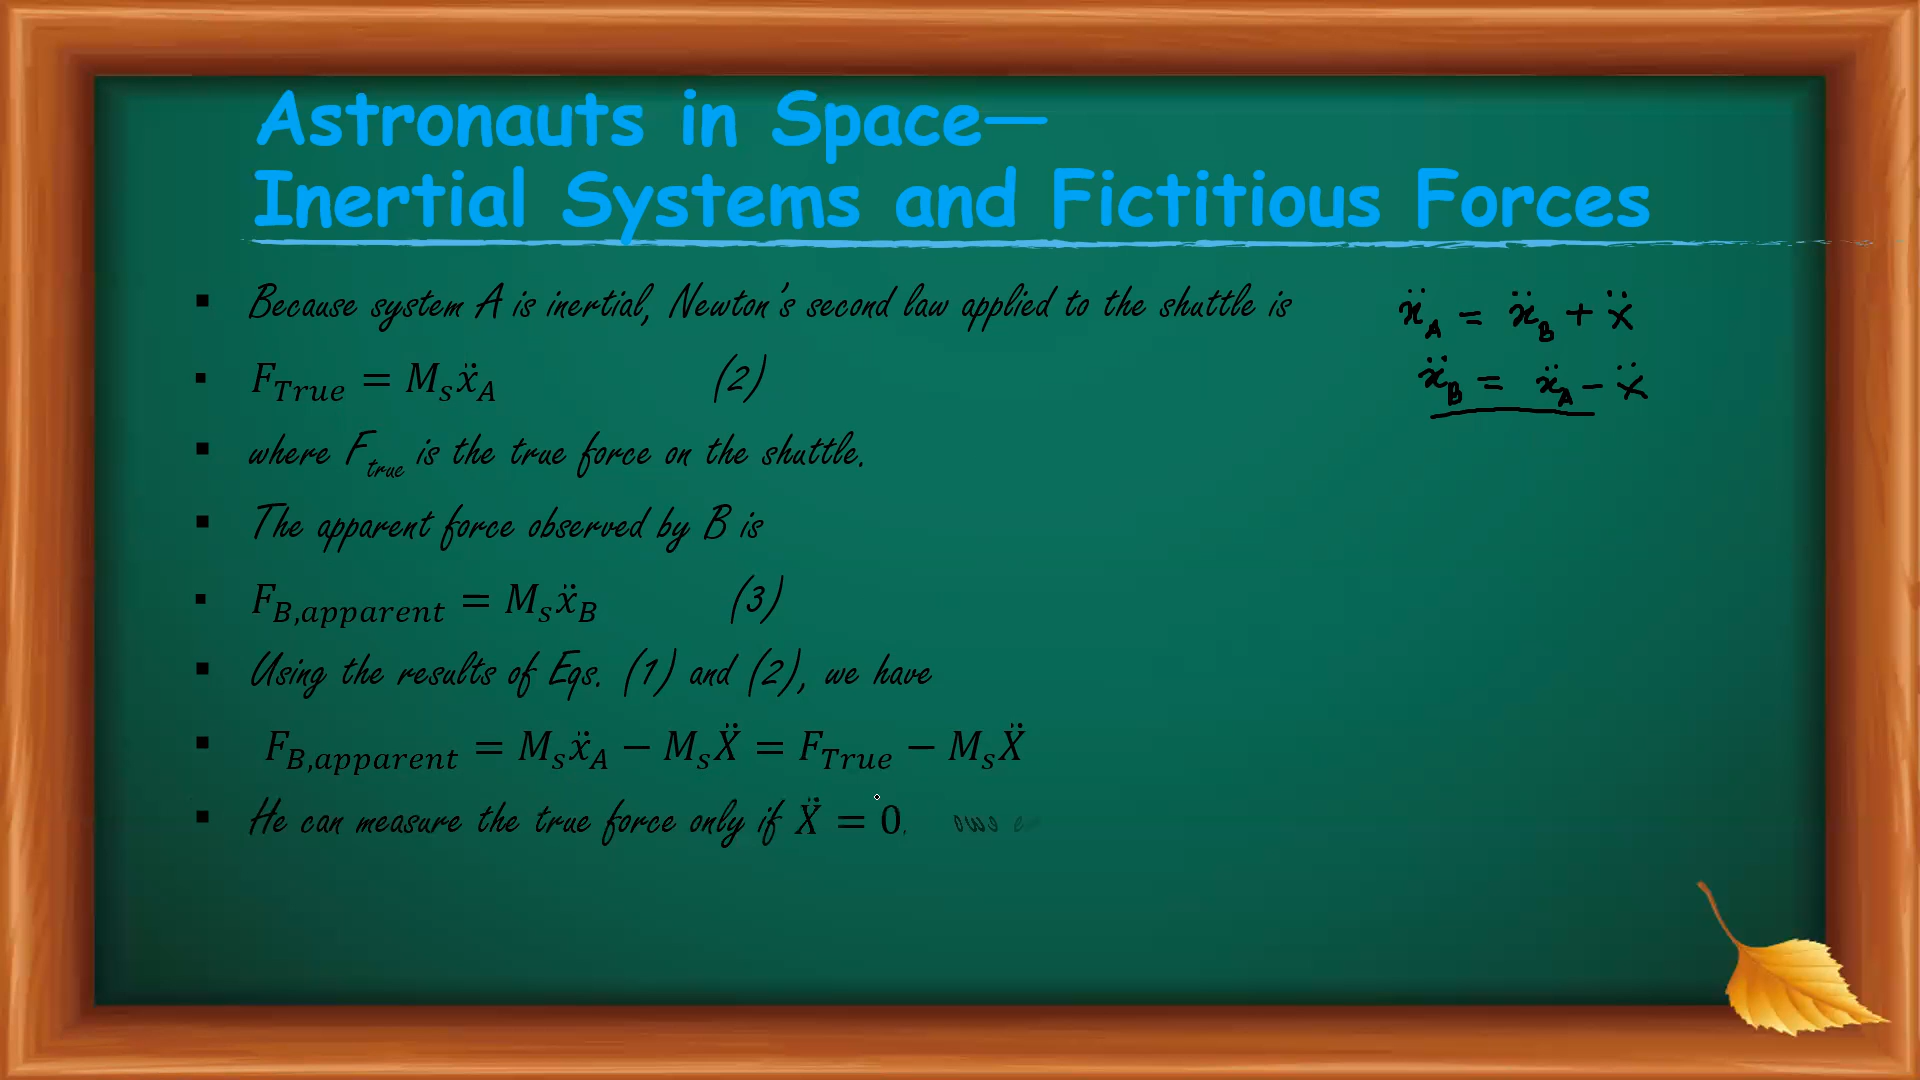 Astronauts in Space—
Inertial Systems and Fictitious Forces
▪ Because system A is inertial, Newton's second law applied to the shuttle is
▪ F_True = M_s ẍ_A (2)
▪ where F_true is the true force on the shuttle.
▪ The apparent force observed by B is
▪ F_B,apparent = M_s ẍ_B (3)
▪ Using the results of Eqs. (1) and (2), we have
▪ F_B,apparent = M_s ẍ_A − M_s Ẍ = F_True − M_s Ẍ
▪ He can measure the true force only if Ẍ = 0.
ẍ_A = ẍ_B + Ẍ
ẍ_B = ẍ_A − Ẍ